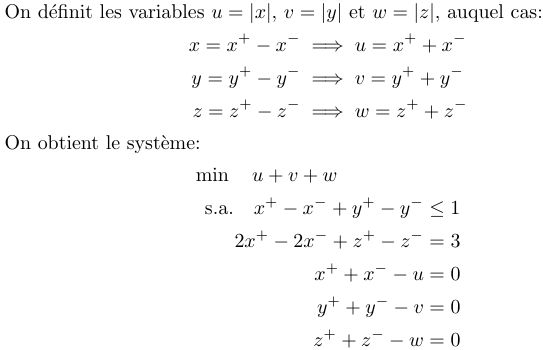 On définit les variables u = |x|, v = |y| et w = |z|, auquel cas:
x = x⁺ − x⁻ ⟹ u = x⁺ + x⁻
y = y⁺ − y⁻ ⟹ v = y⁺ + y⁻
z = z⁺ − z⁻ ⟹ w = z⁺ + z⁻
On obtient le système:
min u + v + w
s.a. x⁺ − x⁻ + y⁺ − y⁻ ≤ 1
2x⁺ − 2x⁻ + z⁺ − z⁻ = 3
x⁺ + x⁻ − u = 0
y⁺ + y⁻ − v = 0
z⁺ + z⁻ − w = 0